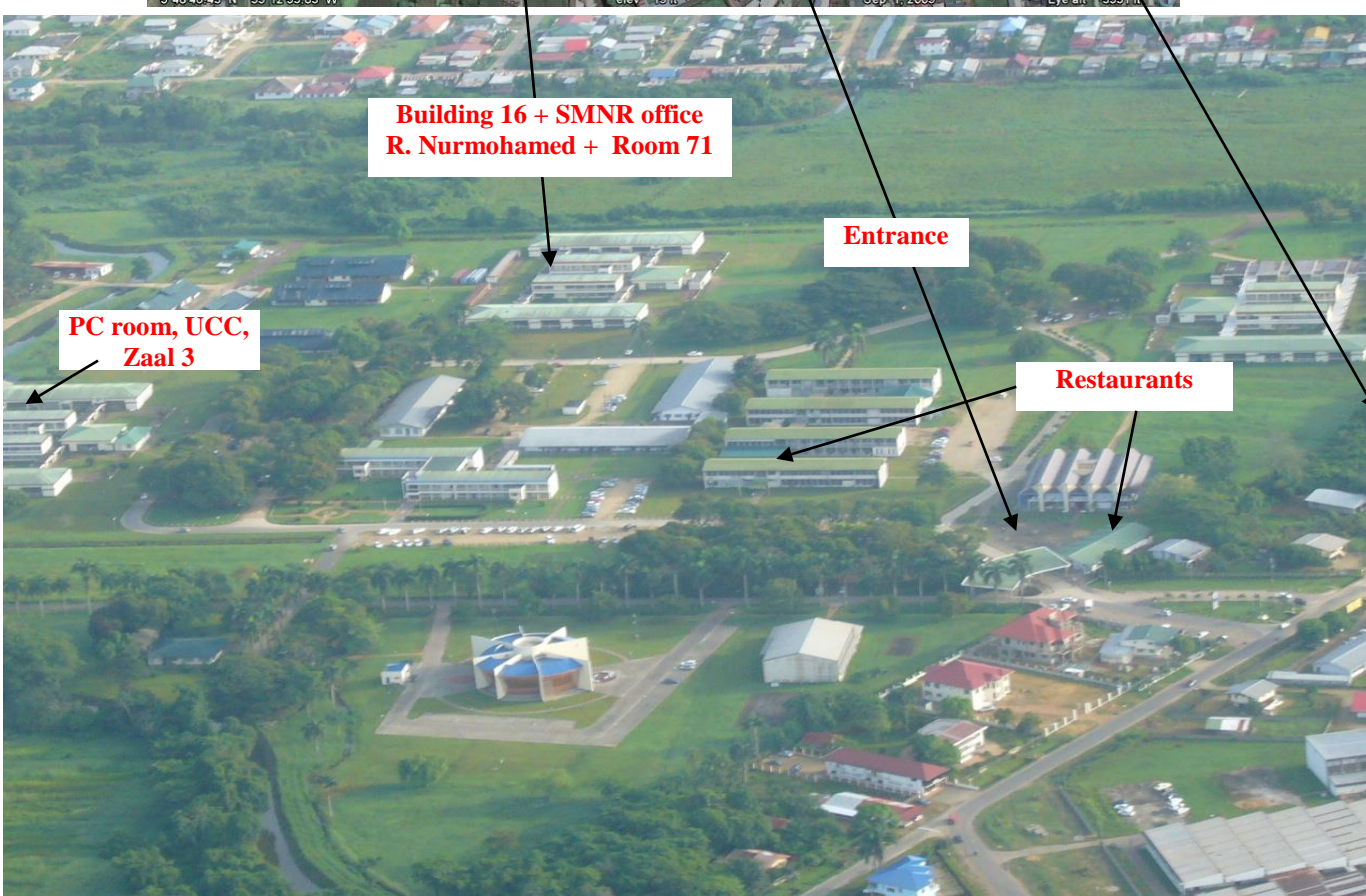 Building 16 + SMNR office
R. Nurmohamed + Room 71
Entrance
PC room, UCC,
Zaal 3
Restaurants